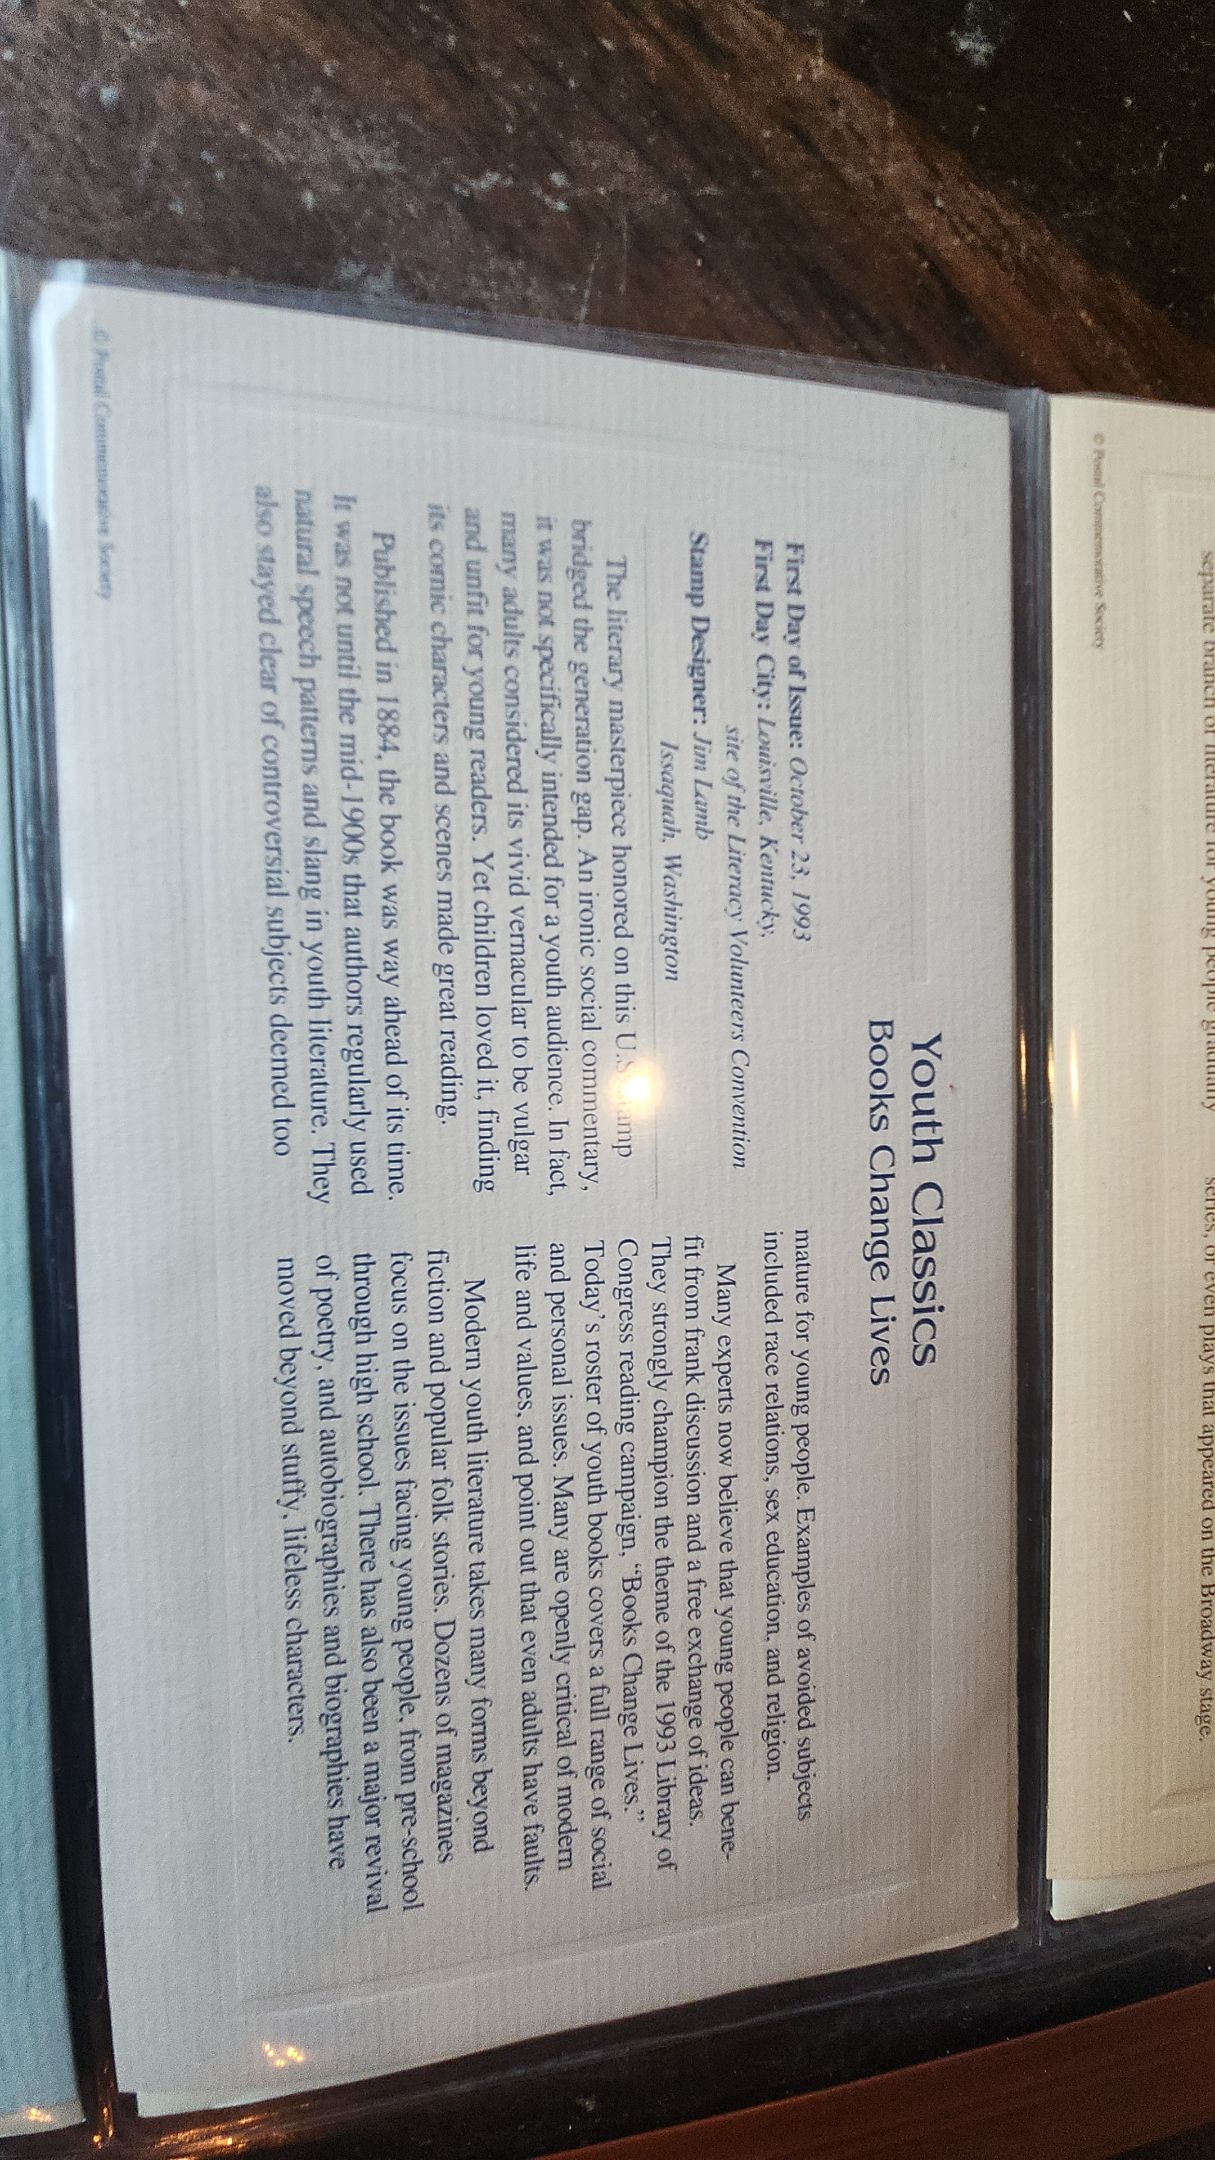 separate branch of literature for young people gradually
series, or even plays that appeared on the Broadway stage.
© Postal Commemorative Society
Youth Classics
Books Change Lives
First Day of Issue: October 23, 1993
First Day City: Louisville, Kentucky,
site of the Literacy Volunteers Convention
Stamp Designer: Jim Lamb
Issaquah, Washington
The literary masterpiece honored on this U.S. Stamp
bridged the generation gap. An ironic social commentary,
it was not specifically intended for a youth audience. In fact,
many adults considered its vivid vernacular to be vulgar
and unfit for young readers. Yet children loved it, finding
its comic characters and scenes made great reading.
Published in 1884, the book was way ahead of its time.
It was not until the mid-1900s that authors regularly used
natural speech patterns and slang in youth literature. They
also stayed clear of controversial subjects deemed too
mature for young people. Examples of avoided subjects
included race relations, sex education, and religion.
Many experts now believe that young people can bene-
fit from frank discussion and a free exchange of ideas.
They strongly champion the theme of the 1993 Library of
Congress reading campaign, “Books Change Lives.”
Today's roster of youth books covers a full range of social
and personal issues. Many are openly critical of modern
life and values, and point out that even adults have faults.
Modern youth literature takes many forms beyond
fiction and popular folk stories. Dozens of magazines
focus on the issues facing young people, from pre-school
through high school. There has also been a major revival
of poetry, and autobiographies and biographies have
moved beyond stuffy, lifeless characters.
© Postal Commemorative Society